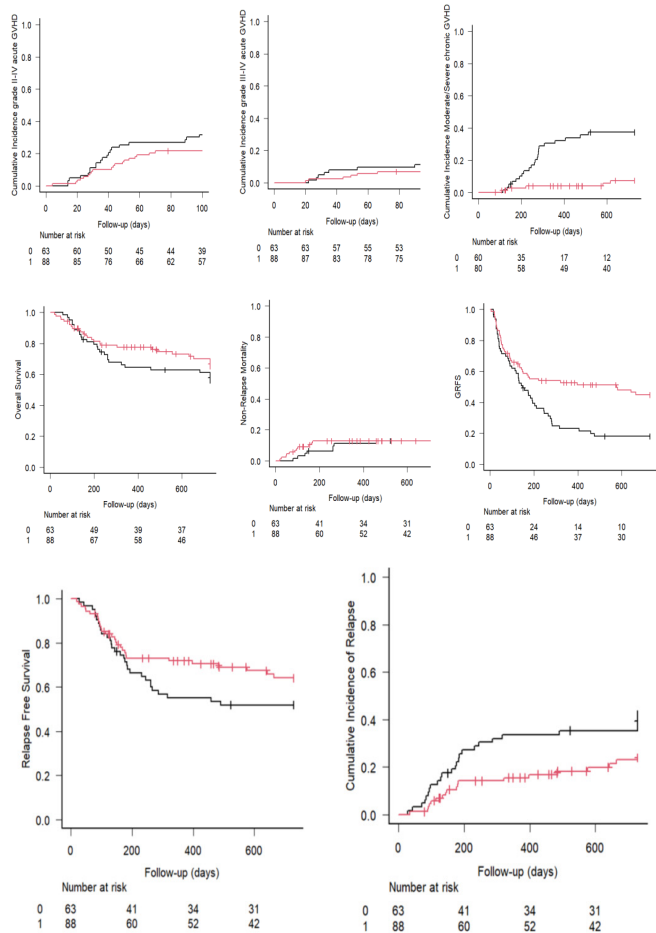 Cumulative Incidence grade II-IV acute GVHD
1.0
0.8
0.6
0.4
0.2
0.0
0 20 40 60 80 100
Follow-up (days)
Number at risk
0 63 60 50 45 44 39
1 88 85 76 66 62 57
Cumulative Incidence grade III-IV acute GVHD
1.0
0.8
0.6
0.4
0.2
0.0
0 20 40 60 80
Follow-up (days)
Number at risk
0 63 63 57 55 53
1 88 87 83 78 75
Cumulative Incidence Moderate/Severe chronic GVHD
1.0
0.8
0.6
0.4
0.2
0.0
0 200 400 600
Follow-up (days)
Number at risk
0 60 35 17 12
1 80 58 49 40
Overall Survival
1.0
0.8
0.6
0.4
0.2
0.0
0 200 400 600
Follow-up (days)
Number at risk
0 63 49 39 37
1 88 67 58 46
Non-Relapse Mortality
1.0
0.8
0.6
0.4
0.2
0.0
0 200 400 600
Follow-up (days)
Number at risk
0 63 41 34 31
1 88 60 52 42
GRFS
1.0
0.8
0.6
0.4
0.2
0.0
0 200 400 600
Follow-up (days)
Number at risk
0 63 24 14 10
1 88 46 37 30
Relapse Free Survival
1.0
0.8
0.6
0.4
0.2
0.0
0 200 400 600
Follow-up (days)
Number at risk
0 63 41 34 31
1 88 60 52 42
Cumulative Incidence of Relapse
1.0
0.8
0.6
0.4
0.2
0.0
0 200 400 600
Follow-up (days)
Number at risk
0 63 41 34 31
1 88 60 52 42